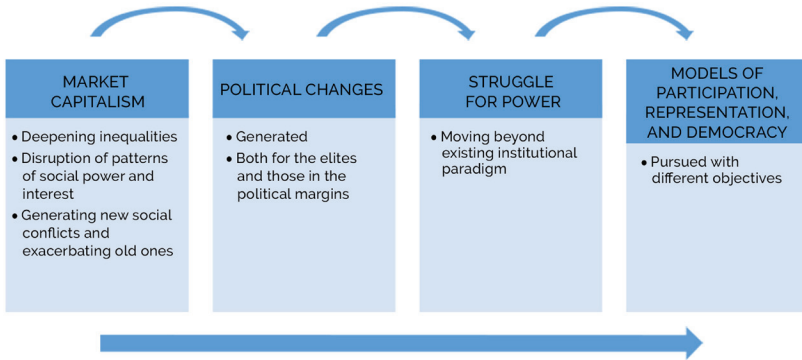 MARKET
CAPITALISM
• Deepening inequalities
• Disruption of patterns
of social power and
interest
• Generating new social
conflicts and
exacerbating old ones
POLITICAL CHANGES
• Generated
• Both for the elites
and those in the
political margins
STRUGGLE
FOR POWER
• Moving beyond
existing institutional
paradigm
MODELS OF
PARTICIPATION,
REPRESENTATION,
AND DEMOCRACY
• Pursued with
different objectives